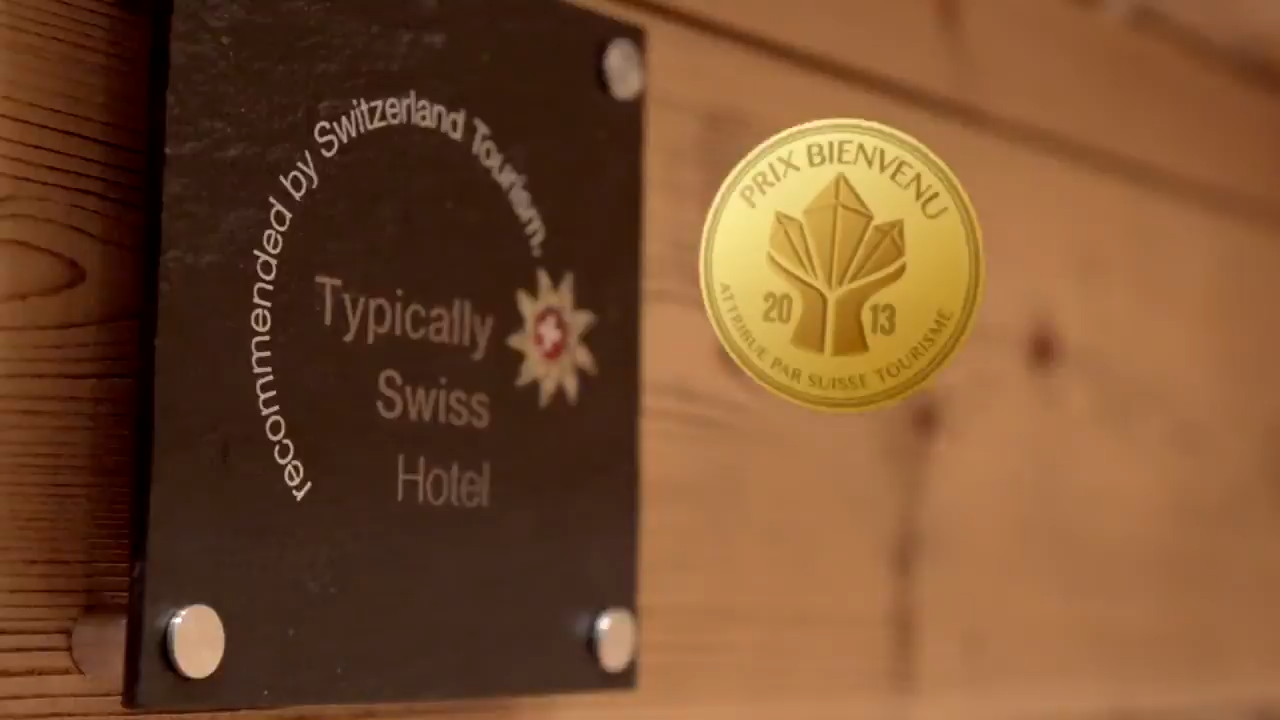 recommended by Switzerland Tourism.
Typically
Swiss
Hotel
PRIX BIENVENU
20 13
ATTRIBUÉ PAR SUISSE TOURISME